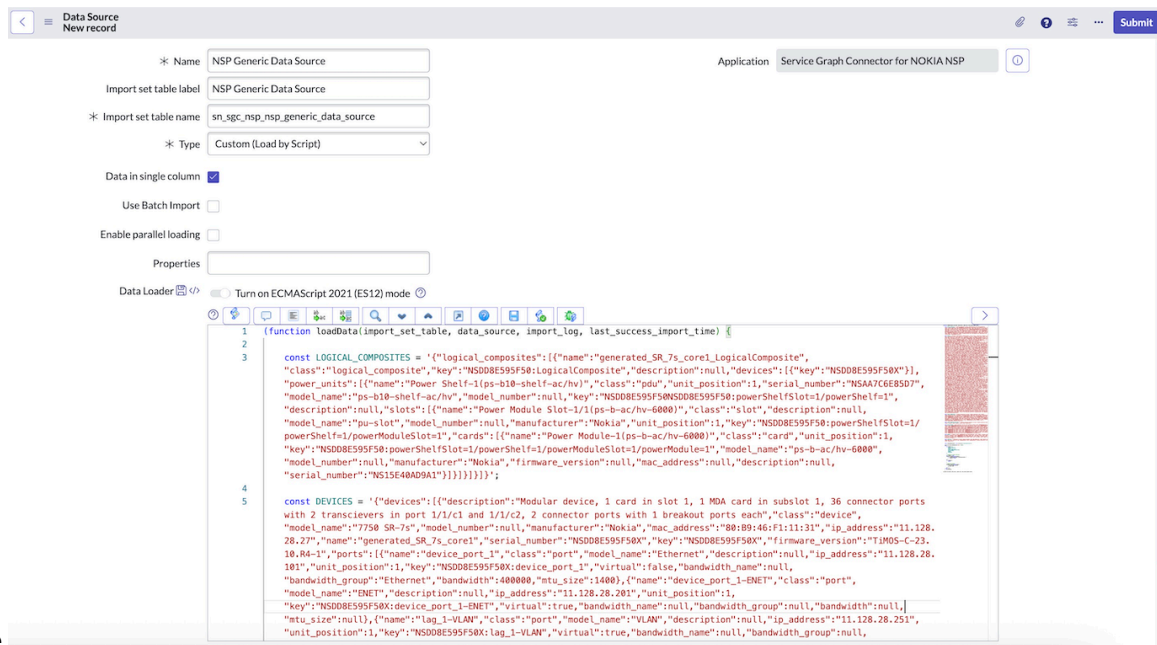 Data Source
New record
Submit
Name
NSP Generic Data Source
Application
Service Graph Connector for NOKIA NSP
Import set table label
NSP Generic Data Source
Import set table name
sn_sgc_nsp_nsp_generic_data_source
Type
Custom (Load by Script)
Data in single column
Use Batch Import
Enable parallel loading
Properties
Data Loader
Turn on ECMAScript 2021 (ES12) mode
1 (function loadData(import_set_table, data_source, import_log, last_success_import_time) {
2
3 const LOGICAL_COMPOSITES = '{"logical_composites":[{"name":"generated_SR_7s_core1_LogicalComposite",
"class":"logical_composite","key":"NSDD8E595F50:LogicalComposite","description":null,"devices":[{"key":"NSDD8E595F50X"}],
"power_units":[{"name":"Power Shelf-1(ps-b10-shelf-ac/hv)","class":"pdu","unit_position":1,"serial_number":"NSAA7C6E85D7",
"model_name":"ps-b10-shelf-ac/hv","model_number":null,"key":"NSDD8E595F50NSDD8E595F50:powerShelfSlot=1/powerShelf=1",
"description":null,"slots":[{"name":"Power Module Slot-1/1(ps-b-ac/hv-6000)","class":"slot","description":null,
"model_name":"pu-slot","model_number":null,"manufacturer":"Nokia","unit_position":1,"key":"NSDD8E595F50:powerShelfSlot=1/
powerShelf=1/powerModuleSlot=1","cards":[{"name":"Power Module-1(ps-b-ac/hv-6000)","class":"card","unit_position":1,
"key":"NSDD8E595F50:powerShelfSlot=1/powerShelf=1/powerModuleSlot=1/powerModule=1","model_name":"ps-b-ac/hv-6000",
"model_number":null,"manufacturer":"Nokia","firmware_version":null,"mac_address":null,"description":null,
"serial_number":"NS15E40AD9A1"}]}]}]}]}';
4
5 const DEVICES = '{"devices":[{"description":"Modular device, 1 card in slot 1, 1 MDA card in subslot 1, 36 connector ports
with 2 transcievers in port 1/1/c1 and 1/1/c2, 2 connector ports with 1 breakout ports each","class":"device",
"model_name":"7750 SR-7s","model_number":null,"manufacturer":"Nokia","mac_address":"80:B9:46:F1:11:31","ip_address":"11.128.
28.27","name":"generated_SR_7s_core1","serial_number":"NSDD8E595F50X","key":"NSDD8E595F50X","firmware_version":"TiMOS-C-23.
10.R4-1","ports":[{"name":"device_port_1","class":"port","model_name":"Ethernet","description":null,"ip_address":"11.128.28.
101","unit_position":1,"key":"NSDD8E595F50X:device_port_1","virtual":false,"bandwidth_name":null,
"bandwidth_group":"Ethernet","bandwidth":400000,"mtu_size":1400},{"name":"device_port_1-ENET","class":"port",
"model_name":"ENET","description":null,"ip_address":"11.128.28.201","unit_position":1,
"key":"NSDD8E595F50X:device_port_1-ENET","virtual":true,"bandwidth_name":null,"bandwidth_group":null,"bandwidth":null,
"mtu_size":null},{"name":"lag_1-VLAN","class":"port","model_name":"VLAN","description":null,"ip_address":"11.128.28.251",
"unit_position":1,"key":"NSDD8E595F50X:lag_1-VLAN","virtual":true,"bandwidth_name":null,"bandwidth_group":null,